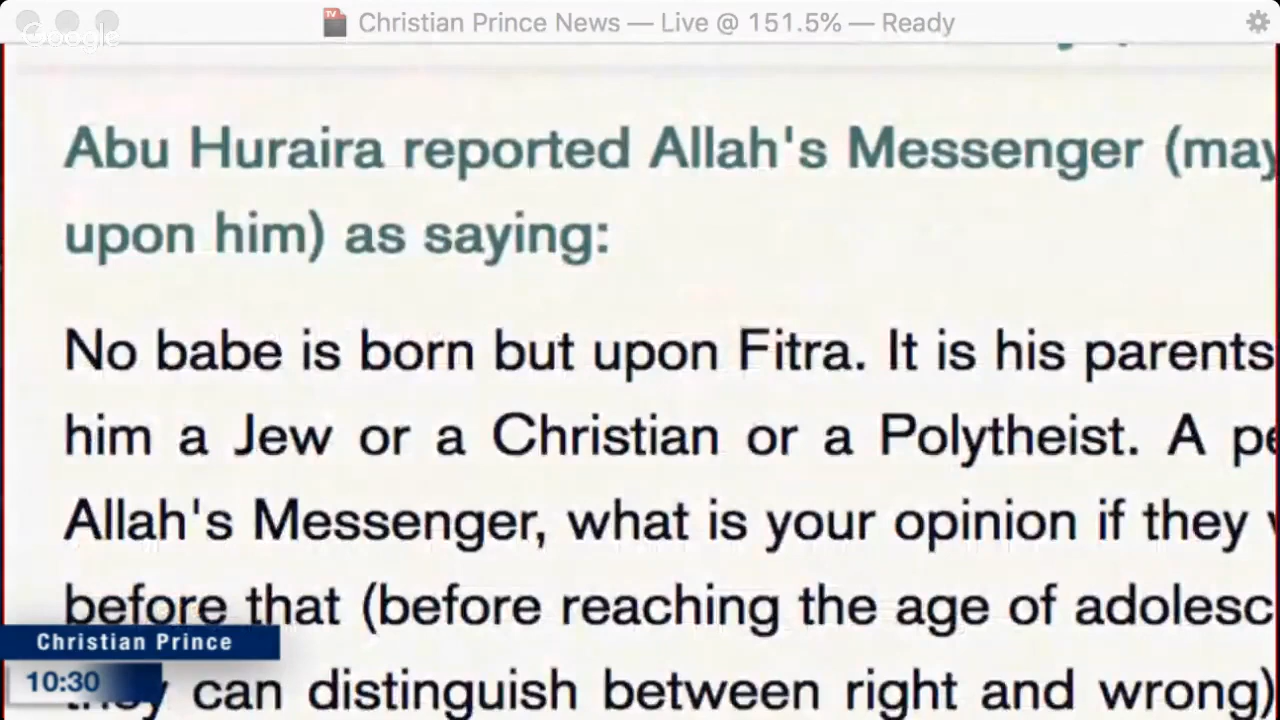 Christian Prince News — Live @ 151.5% — Ready
Google
Abu Huraira reported Allah's Messenger (may
upon him) as saying:
No babe is born but upon Fitra. It is his parents
him a Jew or a Christian or a Polytheist. A
Allah's Messenger, what is your opinion if they
before that (before reaching the age of
Christian Prince
10:30
can distinguish between right and wrong)